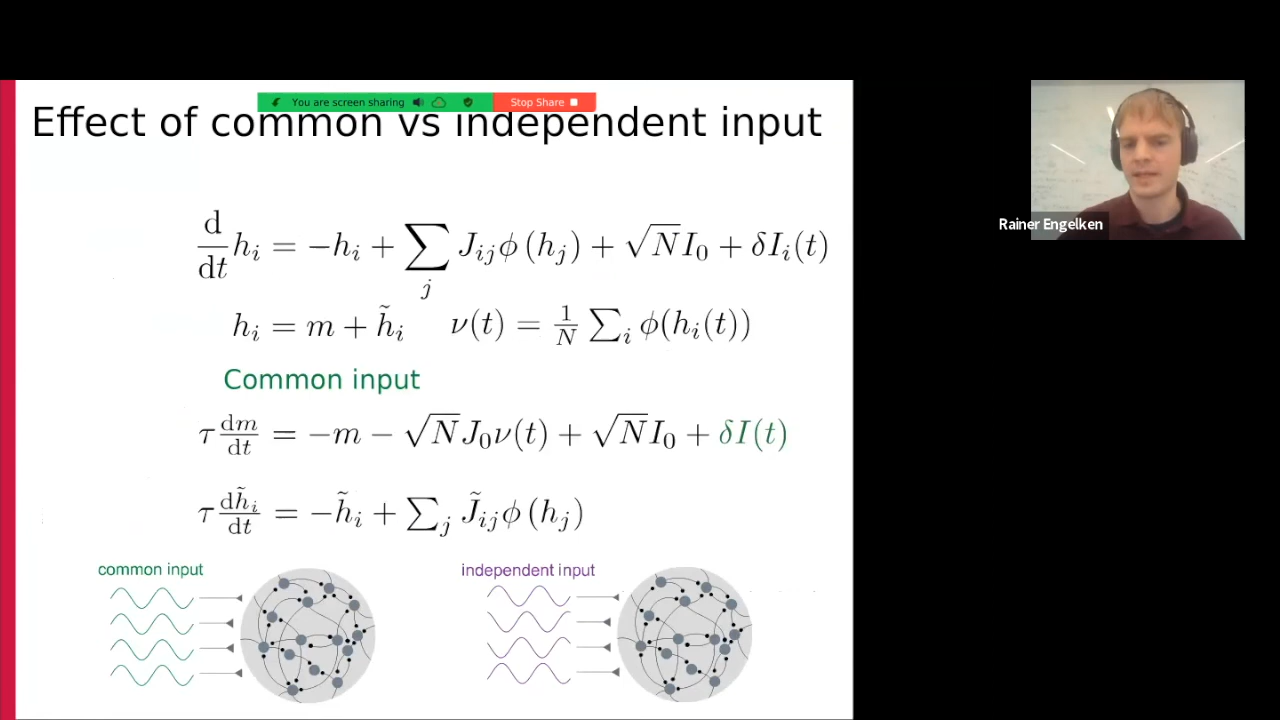 You are screen sharing Stop Share
Effect of common vs independent input
d/dt h_i = −h_i + ∑_j J_ij ϕ (h_j) + √N I_0 + δI_i(t)
h_i = m + h̃_i ν(t) = 1/N ∑_i ϕ(h_i(t))
Common input
τ dm/dt = −m − √N J_0 ν(t) + √N I_0 + δI(t)
τ dh̃_i/dt = −h̃_i + ∑_j J̃_ij ϕ (h_j)
common input
independent input
Rainer Engelken